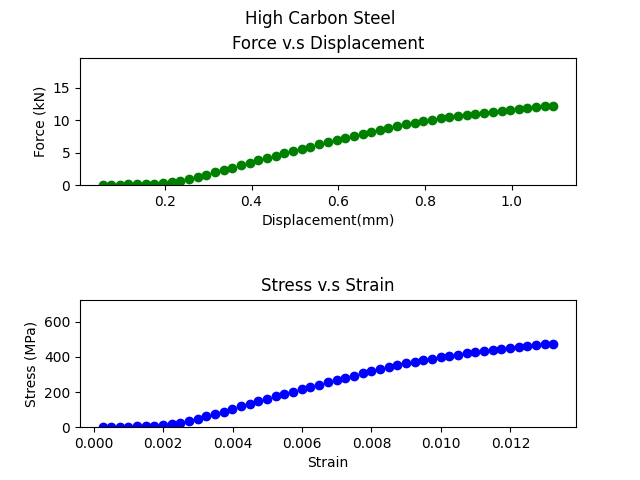 High Carbon Steel
Force v.s Displacement
Force (kN)
15
10
5
0
0.2 0.4 0.6 0.8 1.0
Displacement(mm)
Stress v.s Strain
Stress (MPa)
600
400
200
0
0.000 0.002 0.004 0.006 0.008 0.010 0.012
Strain